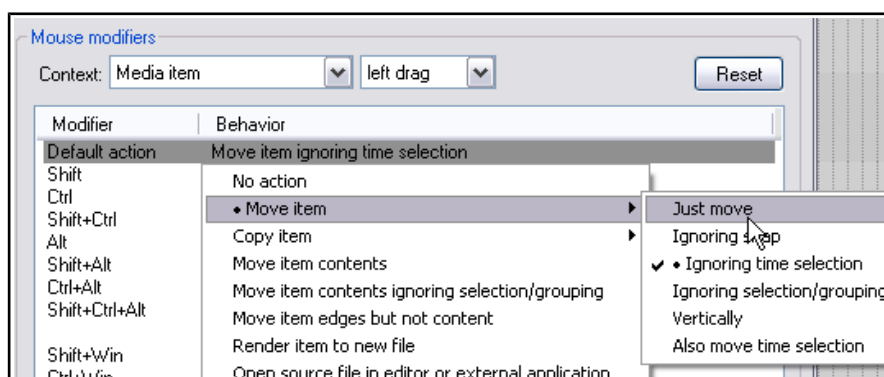 Mouse modifiers
Context: Media item left drag Reset
Modifier Behavior
Default action Move item ignoring time selection
Shift No action
Ctrl • Move item Just move
Shift+Ctrl Copy item Ignoring snap
Alt Move item contents ✓ • Ignoring time selection
Shift+Alt Move item contents ignoring selection/grouping Ignoring selection/grouping
Ctrl+Alt Move item edges but not content Vertically
Shift+Ctrl+Alt Render item to new file Also move time selection
Shift+Win Open source file in editor or external application
Ctrl+Win